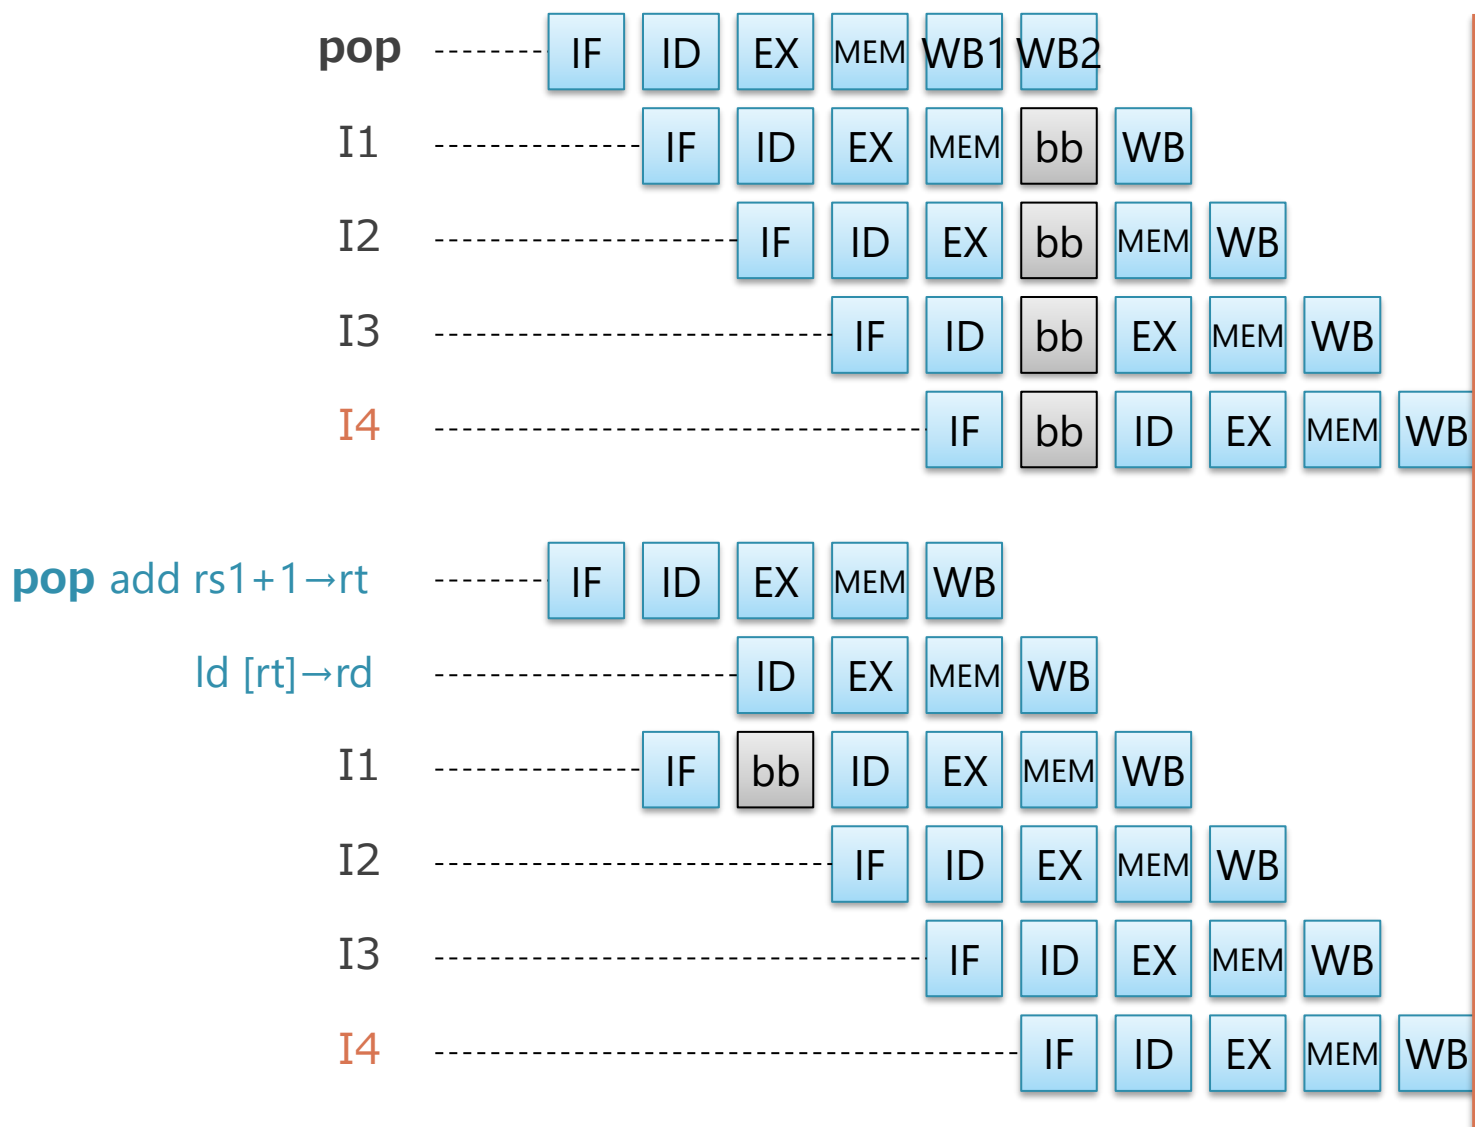 pop IF ID EX MEM WB1 WB2
I1 IF ID EX MEM bb WB
I2 IF ID EX bb MEM WB
I3 IF ID bb EX MEM WB
I4 IF bb ID EX MEM WB
pop add rs1+1→rt IF ID EX MEM WB
ld [rt]→rd ID EX MEM WB
I1 IF bb ID EX MEM WB
I2 IF ID EX MEM WB
I3 IF ID EX MEM WB
I4 IF ID EX MEM WB